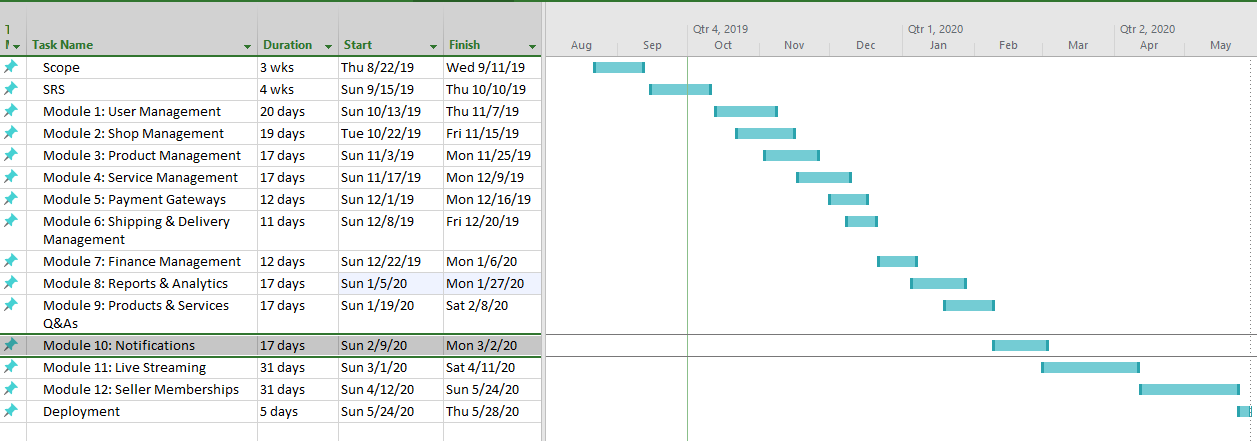 Qtr 4, 2019 Qtr 1, 2020 Qtr 2, 2020
Task Name Duration Start Finish Aug Sep Oct Nov Dec Jan Feb Mar Apr May
Scope 3 wks Thu 8/22/19 Wed 9/11/19
SRS 4 wks Sun 9/15/19 Thu 10/10/19
Module 1: User Management 20 days Sun 10/13/19 Thu 11/7/19
Module 2: Shop Management 19 days Tue 10/22/19 Fri 11/15/19
Module 3: Product Management 17 days Sun 11/3/19 Mon 11/25/19
Module 4: Service Management 17 days Sun 11/17/19 Mon 12/9/19
Module 5: Payment Gateways 12 days Sun 12/1/19 Mon 12/16/19
Module 6: Shipping & Delivery 11 days Sun 12/8/19 Fri 12/20/19
Management
Module 7: Finance Management 12 days Sun 12/22/19 Mon 1/6/20
Module 8: Reports & Analytics 17 days Sun 1/5/20 Mon 1/27/20
Module 9: Products & Services 17 days Sun 1/19/20 Sat 2/8/20
Q&As
Module 10: Notifications 17 days Sun 2/9/20 Mon 3/2/20
Module 11: Live Streaming 31 days Sun 3/1/20 Sat 4/11/20
Module 12: Seller Memberships 31 days Sun 4/12/20 Sun 5/24/20
Deployment 5 days Sun 5/24/20 Thu 5/28/20